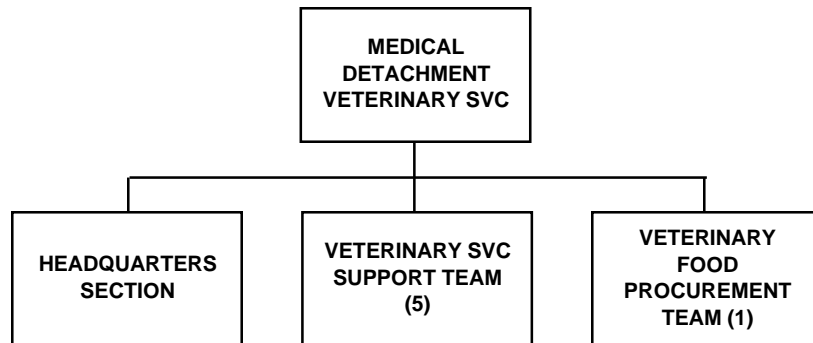 MEDICAL
DETACHMENT
VETERINARY SVC
HEADQUARTERS
SECTION
VETERINARY SVC
SUPPORT TEAM
(5)
VETERINARY
FOOD
PROCUREMENT
TEAM (1)